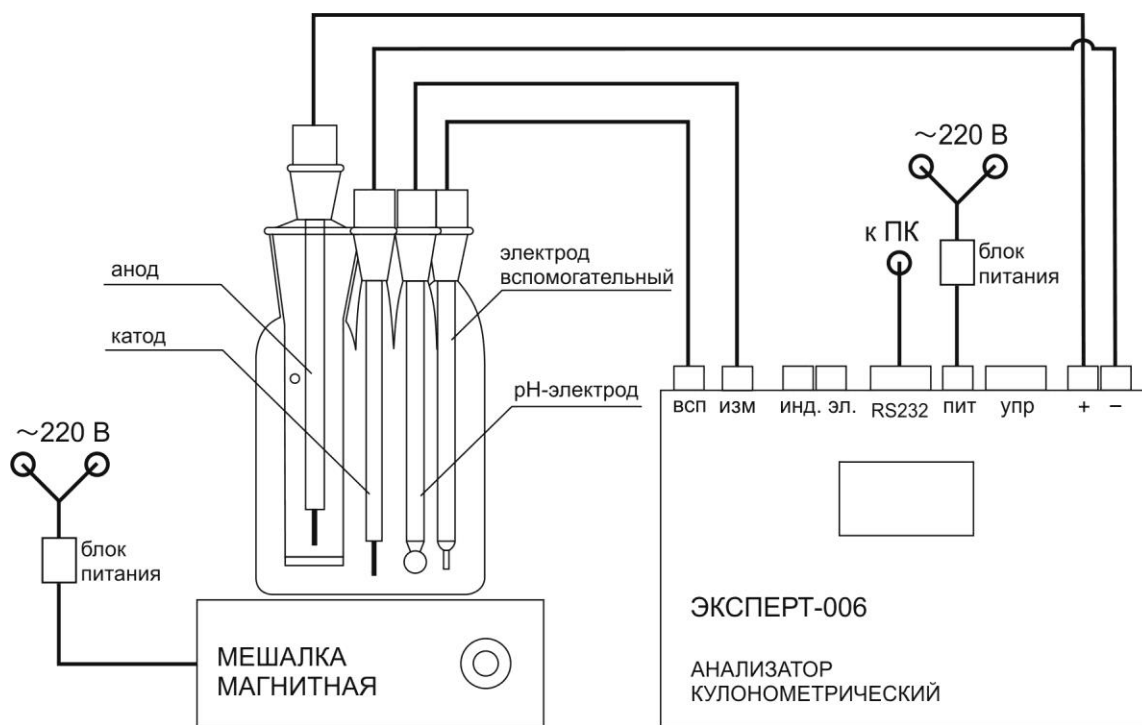 ~220 В
к ПК
блок
питания
электрод
вспомогательный
анод
катод
рН-электрод
всп
изм
инд. эл.
RS232
пит
упр
+
–
~220 В
блок
питания
МЕШАЛКА
МАГНИТНАЯ
ЭКСПЕРТ-006
АНАЛИЗАТОР
КУЛОНОМЕТРИЧЕСКИЙ